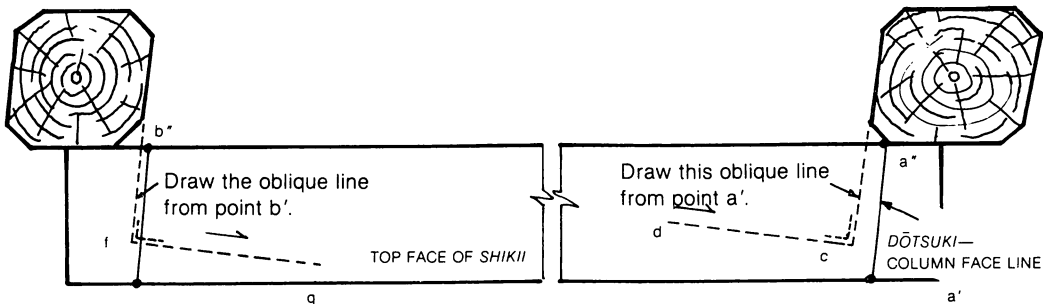 b"
Draw the oblique line
from point b'.
f
TOP FACE OF SHIKII
g
Draw this oblique line
from point a'.
a"
d
c
DŌTSUKI—
COLUMN FACE LINE
a'